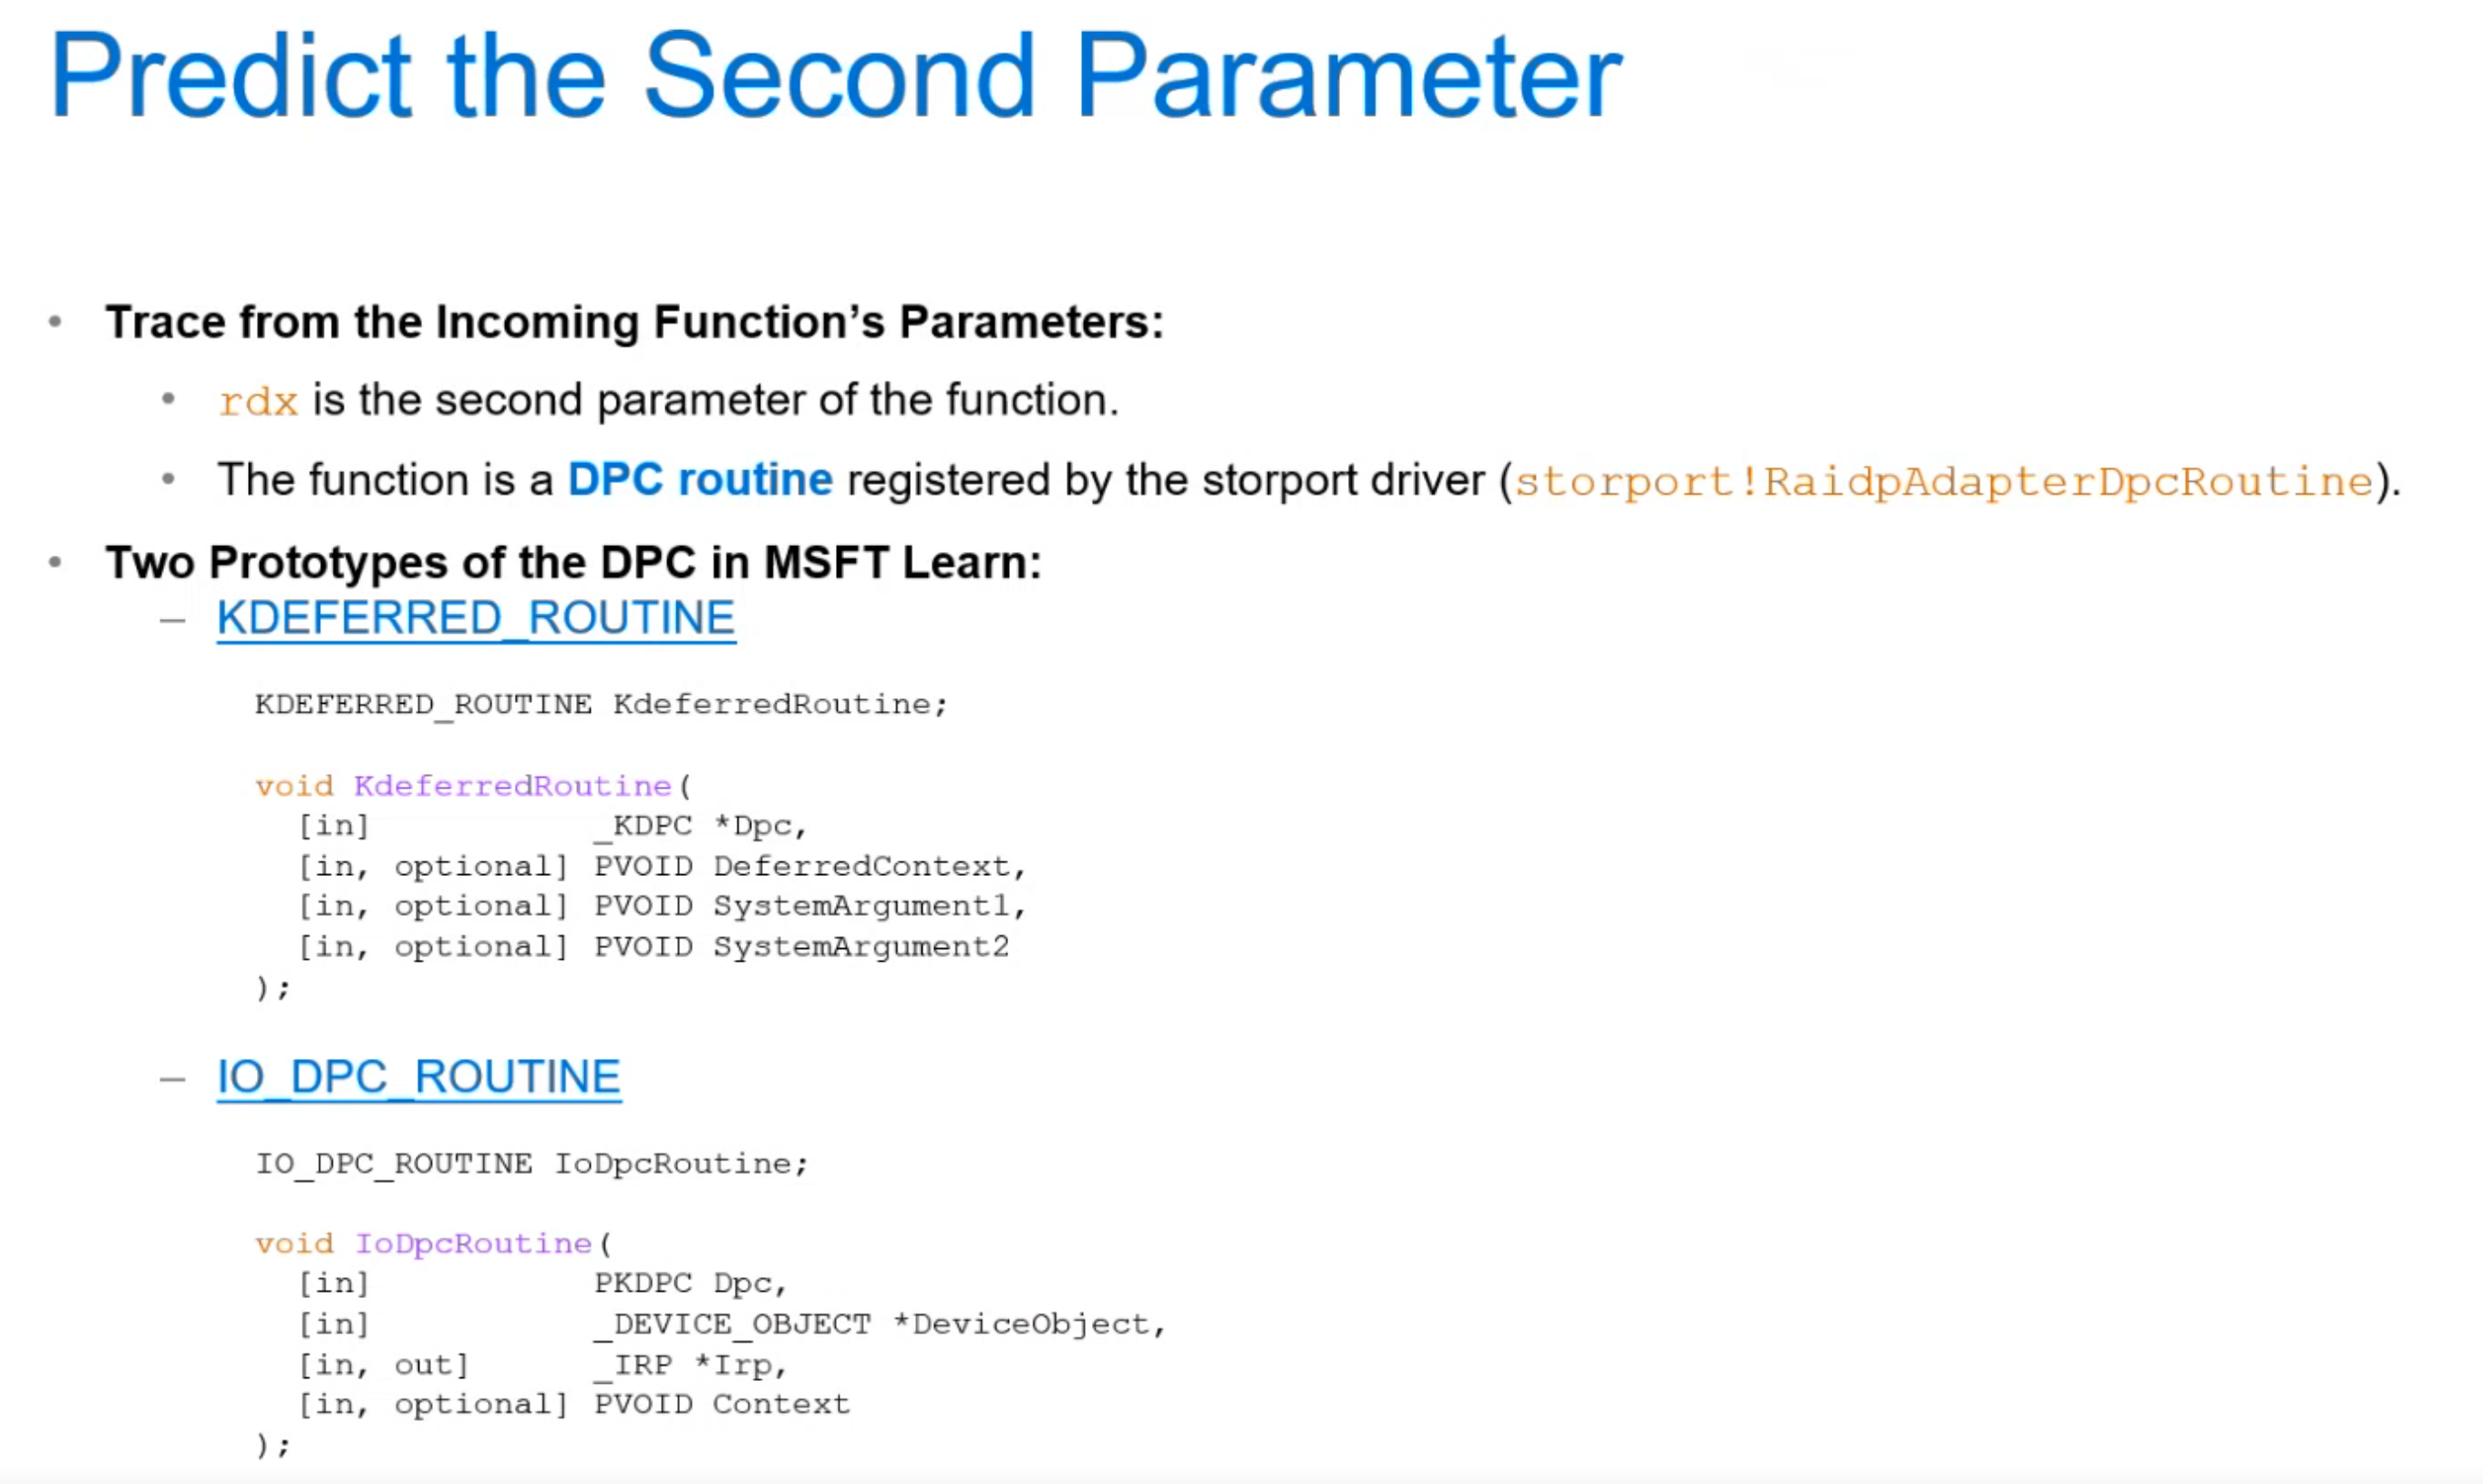 Predict the Second Parameter
• Trace from the Incoming Function’s Parameters:
• rdx is the second parameter of the function.
• The function is a DPC routine registered by the storport driver (storport!RaidpAdapterDpcRoutine).
• Two Prototypes of the DPC in MSFT Learn:
– KDEFERRED_ROUTINE
KDEFERRED_ROUTINE KdeferredRoutine;
void KdeferredRoutine(
[in] _KDPC *Dpc,
[in, optional] PVOID DeferredContext,
[in, optional] PVOID SystemArgument1,
[in, optional] PVOID SystemArgument2
);
– IO_DPC_ROUTINE
IO_DPC_ROUTINE IoDpcRoutine;
void IoDpcRoutine(
[in] PKDPC Dpc,
[in] _DEVICE_OBJECT *DeviceObject,
[in, out] _IRP *Irp,
[in, optional] PVOID Context
);